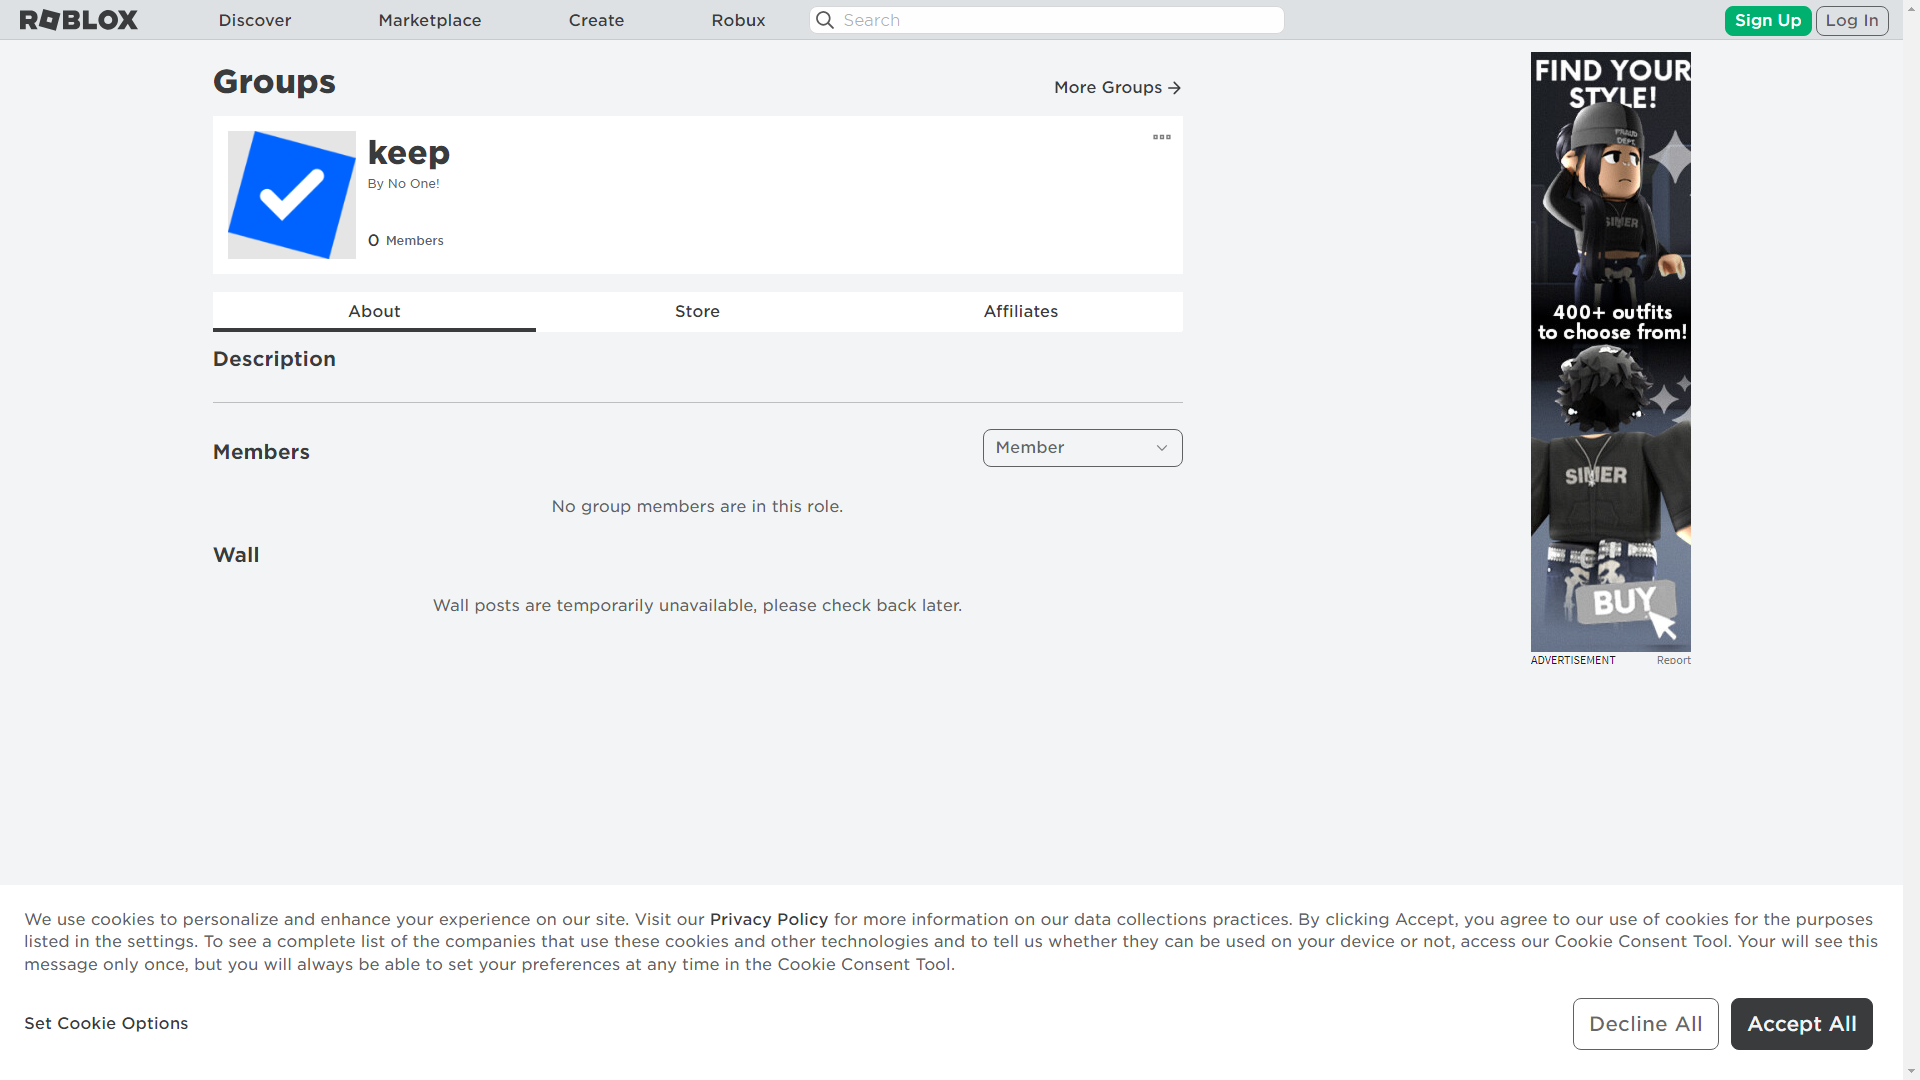 ROBLOX
Discover
Marketplace
Create
Robux
Search
Sign Up
Log In
Groups
More Groups
keep
By No One!
0 Members
About
Store
Affiliates
Description
Members
Member
No group members are in this role.
Wall
Wall posts are temporarily unavailable, please check back later.
FIND YOUR
STYLE!
FRAUD
DEPT.
400+ outfits
to choose from!
BUY
ADVERTISEMENT
Report
We use cookies to personalize and enhance your experience on our site. Visit our Privacy Policy for more information on our data collections practices. By clicking Accept, you agree to our use of cookies for the purposes
listed in the settings. To see a complete list of the companies that use these cookies and other technologies and to tell us whether they can be used on your device or not, access our Cookie Consent Tool. Your will see this
message only once, but you will always be able to set your preferences at any time in the Cookie Consent Tool.
Set Cookie Options
Decline All
Accept All